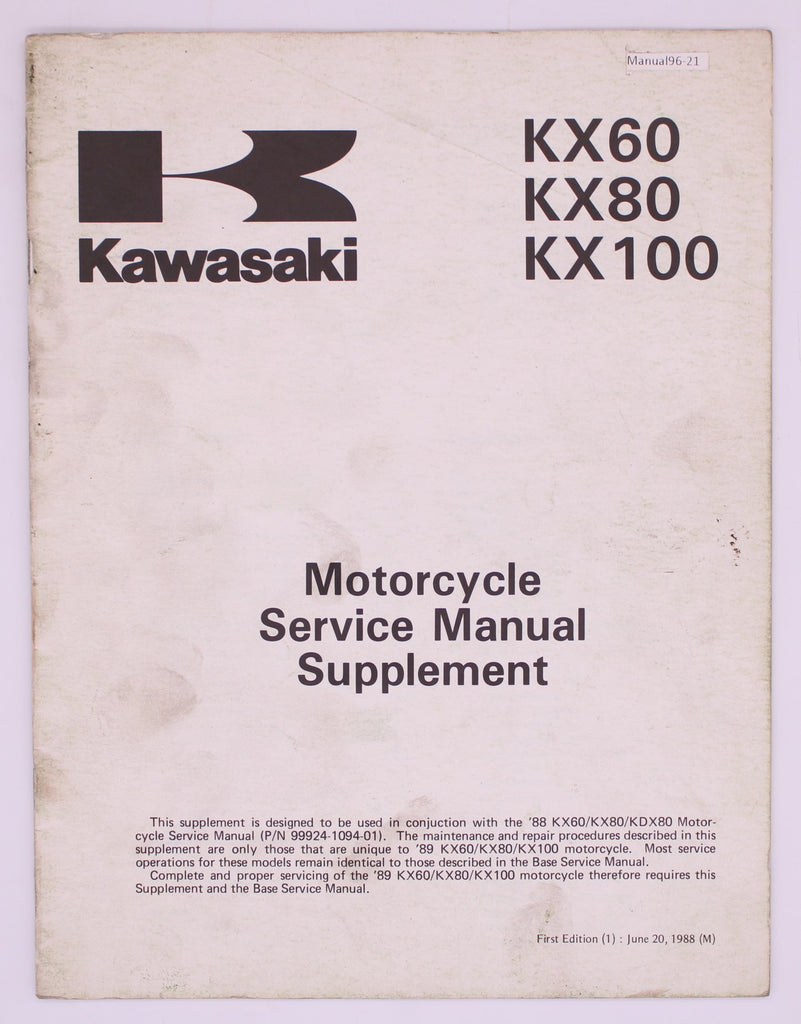 Manual96-21
KX60
KX80
KX100
Kawasaki
Motorcycle
Service Manual
Supplement
This supplement is designed to be used in conjuction with the '88 KX60/KX80/KDX80 Motor-
cycle Service Manual (P/N 99924-1094-01). The maintenance and repair procedures described in this
supplement are only those that are unique to '89 KX60/KX80/KX100 motorcycle. Most service
operations for these models remain identical to those described in the Base Service Manual.
Complete and proper servicing of the '89 KX60/KX80/KX100 motorcycle therefore requires this
Supplement and the Base Service Manual.
First Edition (1) : June 20, 1988 (M)